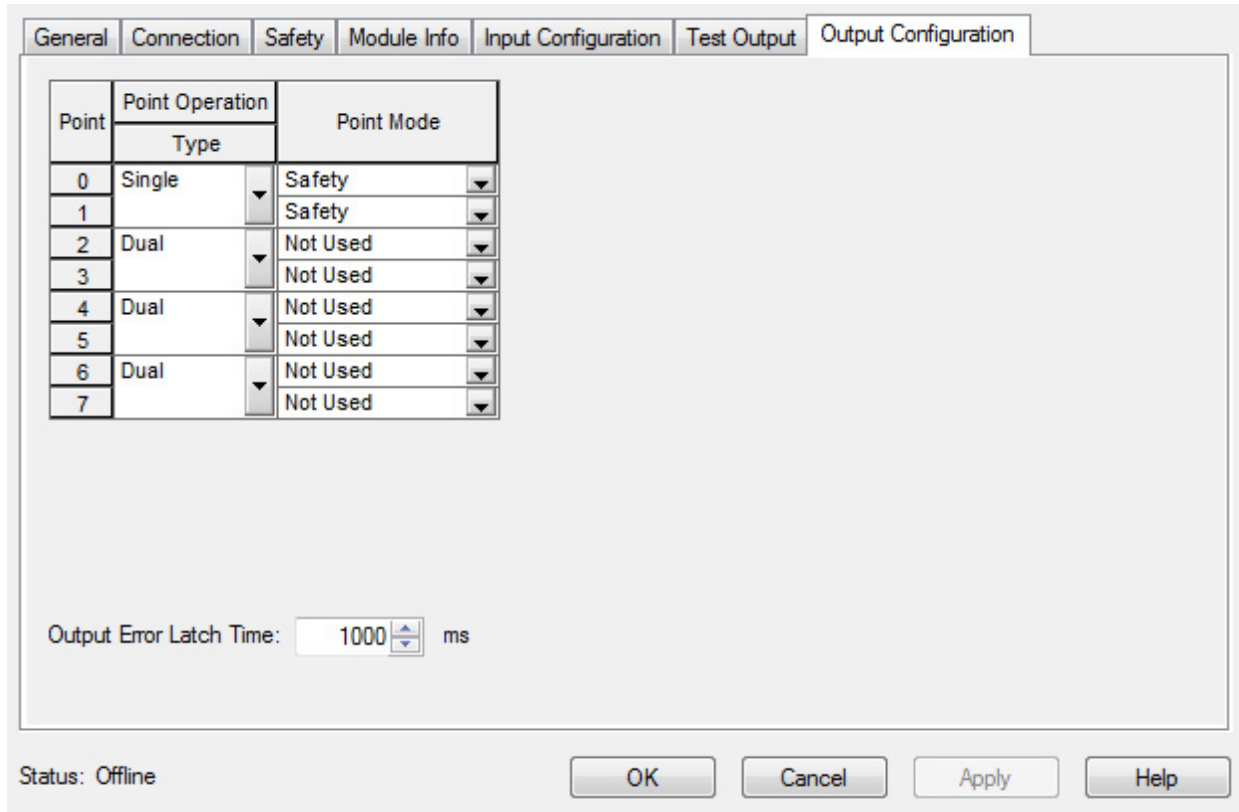 General Connection Safety Module Info Input Configuration Test Output Output Configuration
Point Point Operation Point Mode
Type
0 Single Safety
1 Safety
2 Dual Not Used
3 Not Used
4 Dual Not Used
5 Not Used
6 Dual Not Used
7 Not Used
Output Error Latch Time: 1000 ms
Status: Offline OK Cancel Apply Help